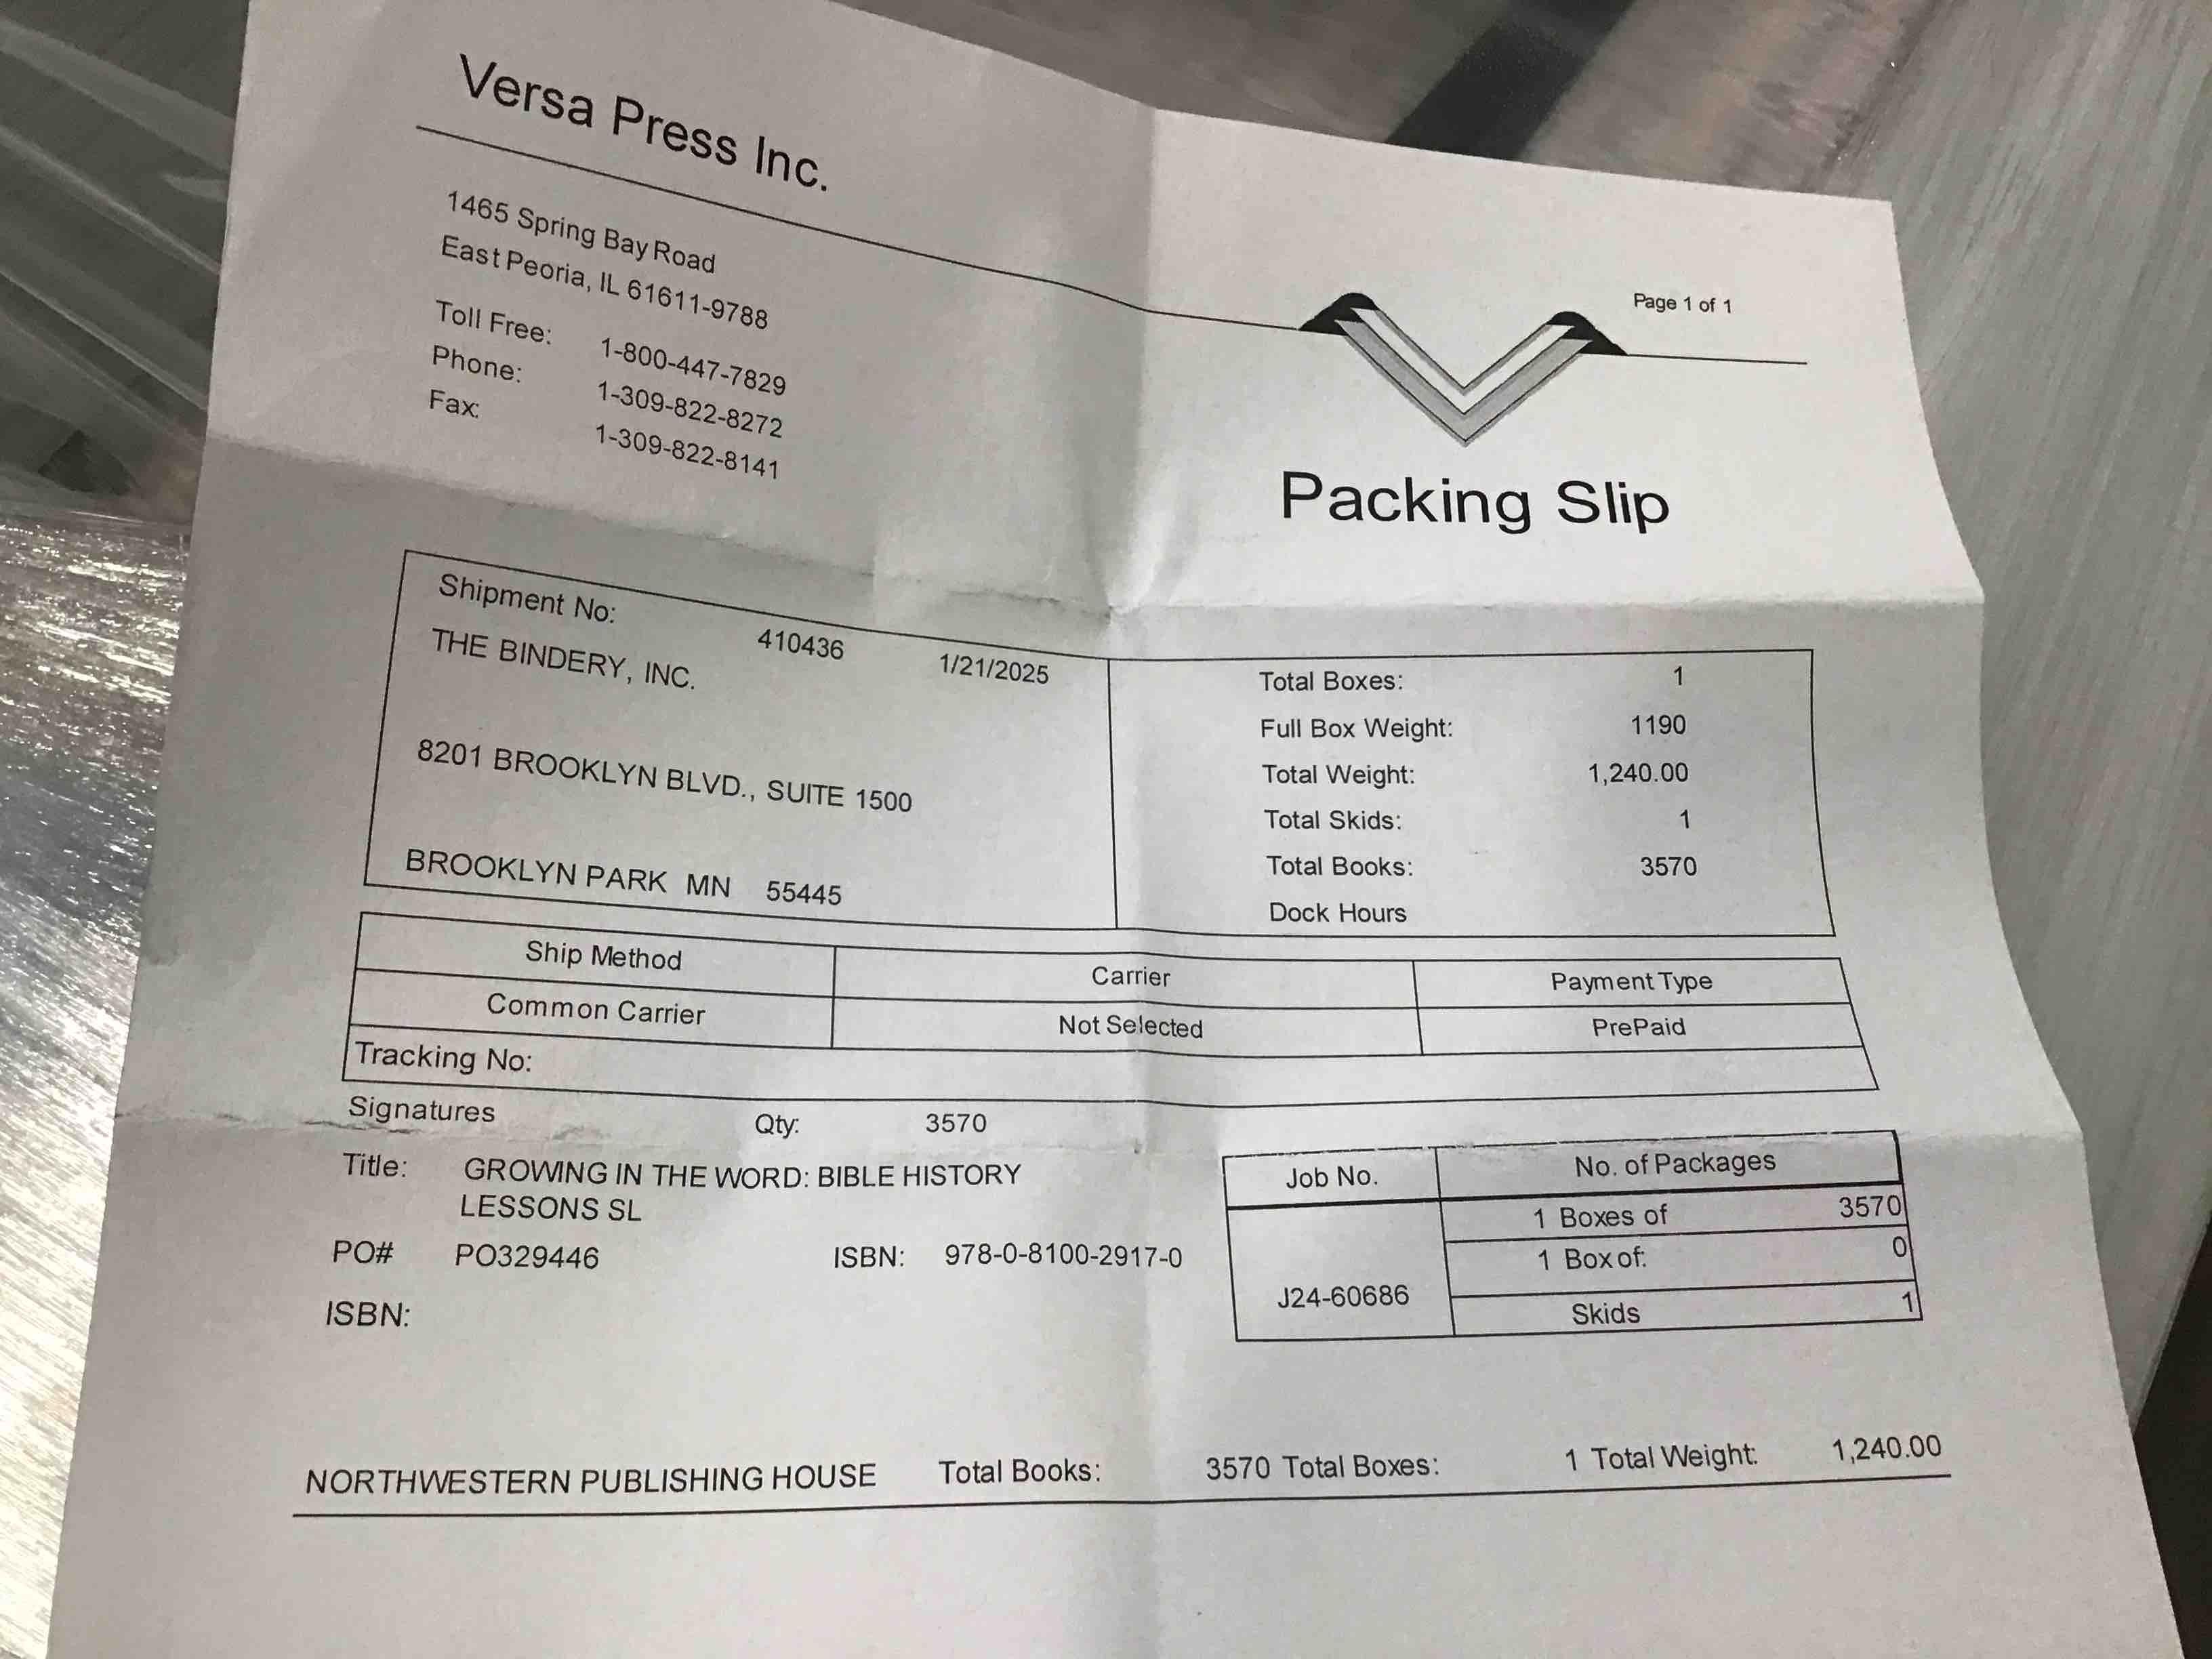 Versa Press Inc.
1465 Spring Bay Road
East Peoria, IL 61611-9788
Toll Free: 1-800-447-7829
Phone: 1-309-822-8272
Fax: 1-309-822-8141
Page 1 of 1
Packing Slip
Shipment No: 410436 1/21/2025
THE BINDERY, INC.
8201 BROOKLYN BLVD., SUITE 1500
BROOKLYN PARK MN 55445
Total Boxes: 1
Full Box Weight: 1190
Total Weight: 1,240.00
Total Skids: 1
Total Books: 3570
Dock Hours
Ship Method Carrier Payment Type
Common Carrier Not Selected PrePaid
Tracking No:
Signatures Qty: 3570
Title: GROWING IN THE WORD: BIBLE HISTORY
LESSONS SL
PO# PO329446 ISBN: 978-0-8100-2917-0
ISBN:
Job No. No. of Packages
1 Boxes of 3570
1 Box of: 0
J24-60686
Skids 1
NORTHWESTERN PUBLISHING HOUSE Total Books: 3570 Total Boxes: 1 Total Weight: 1,240.00